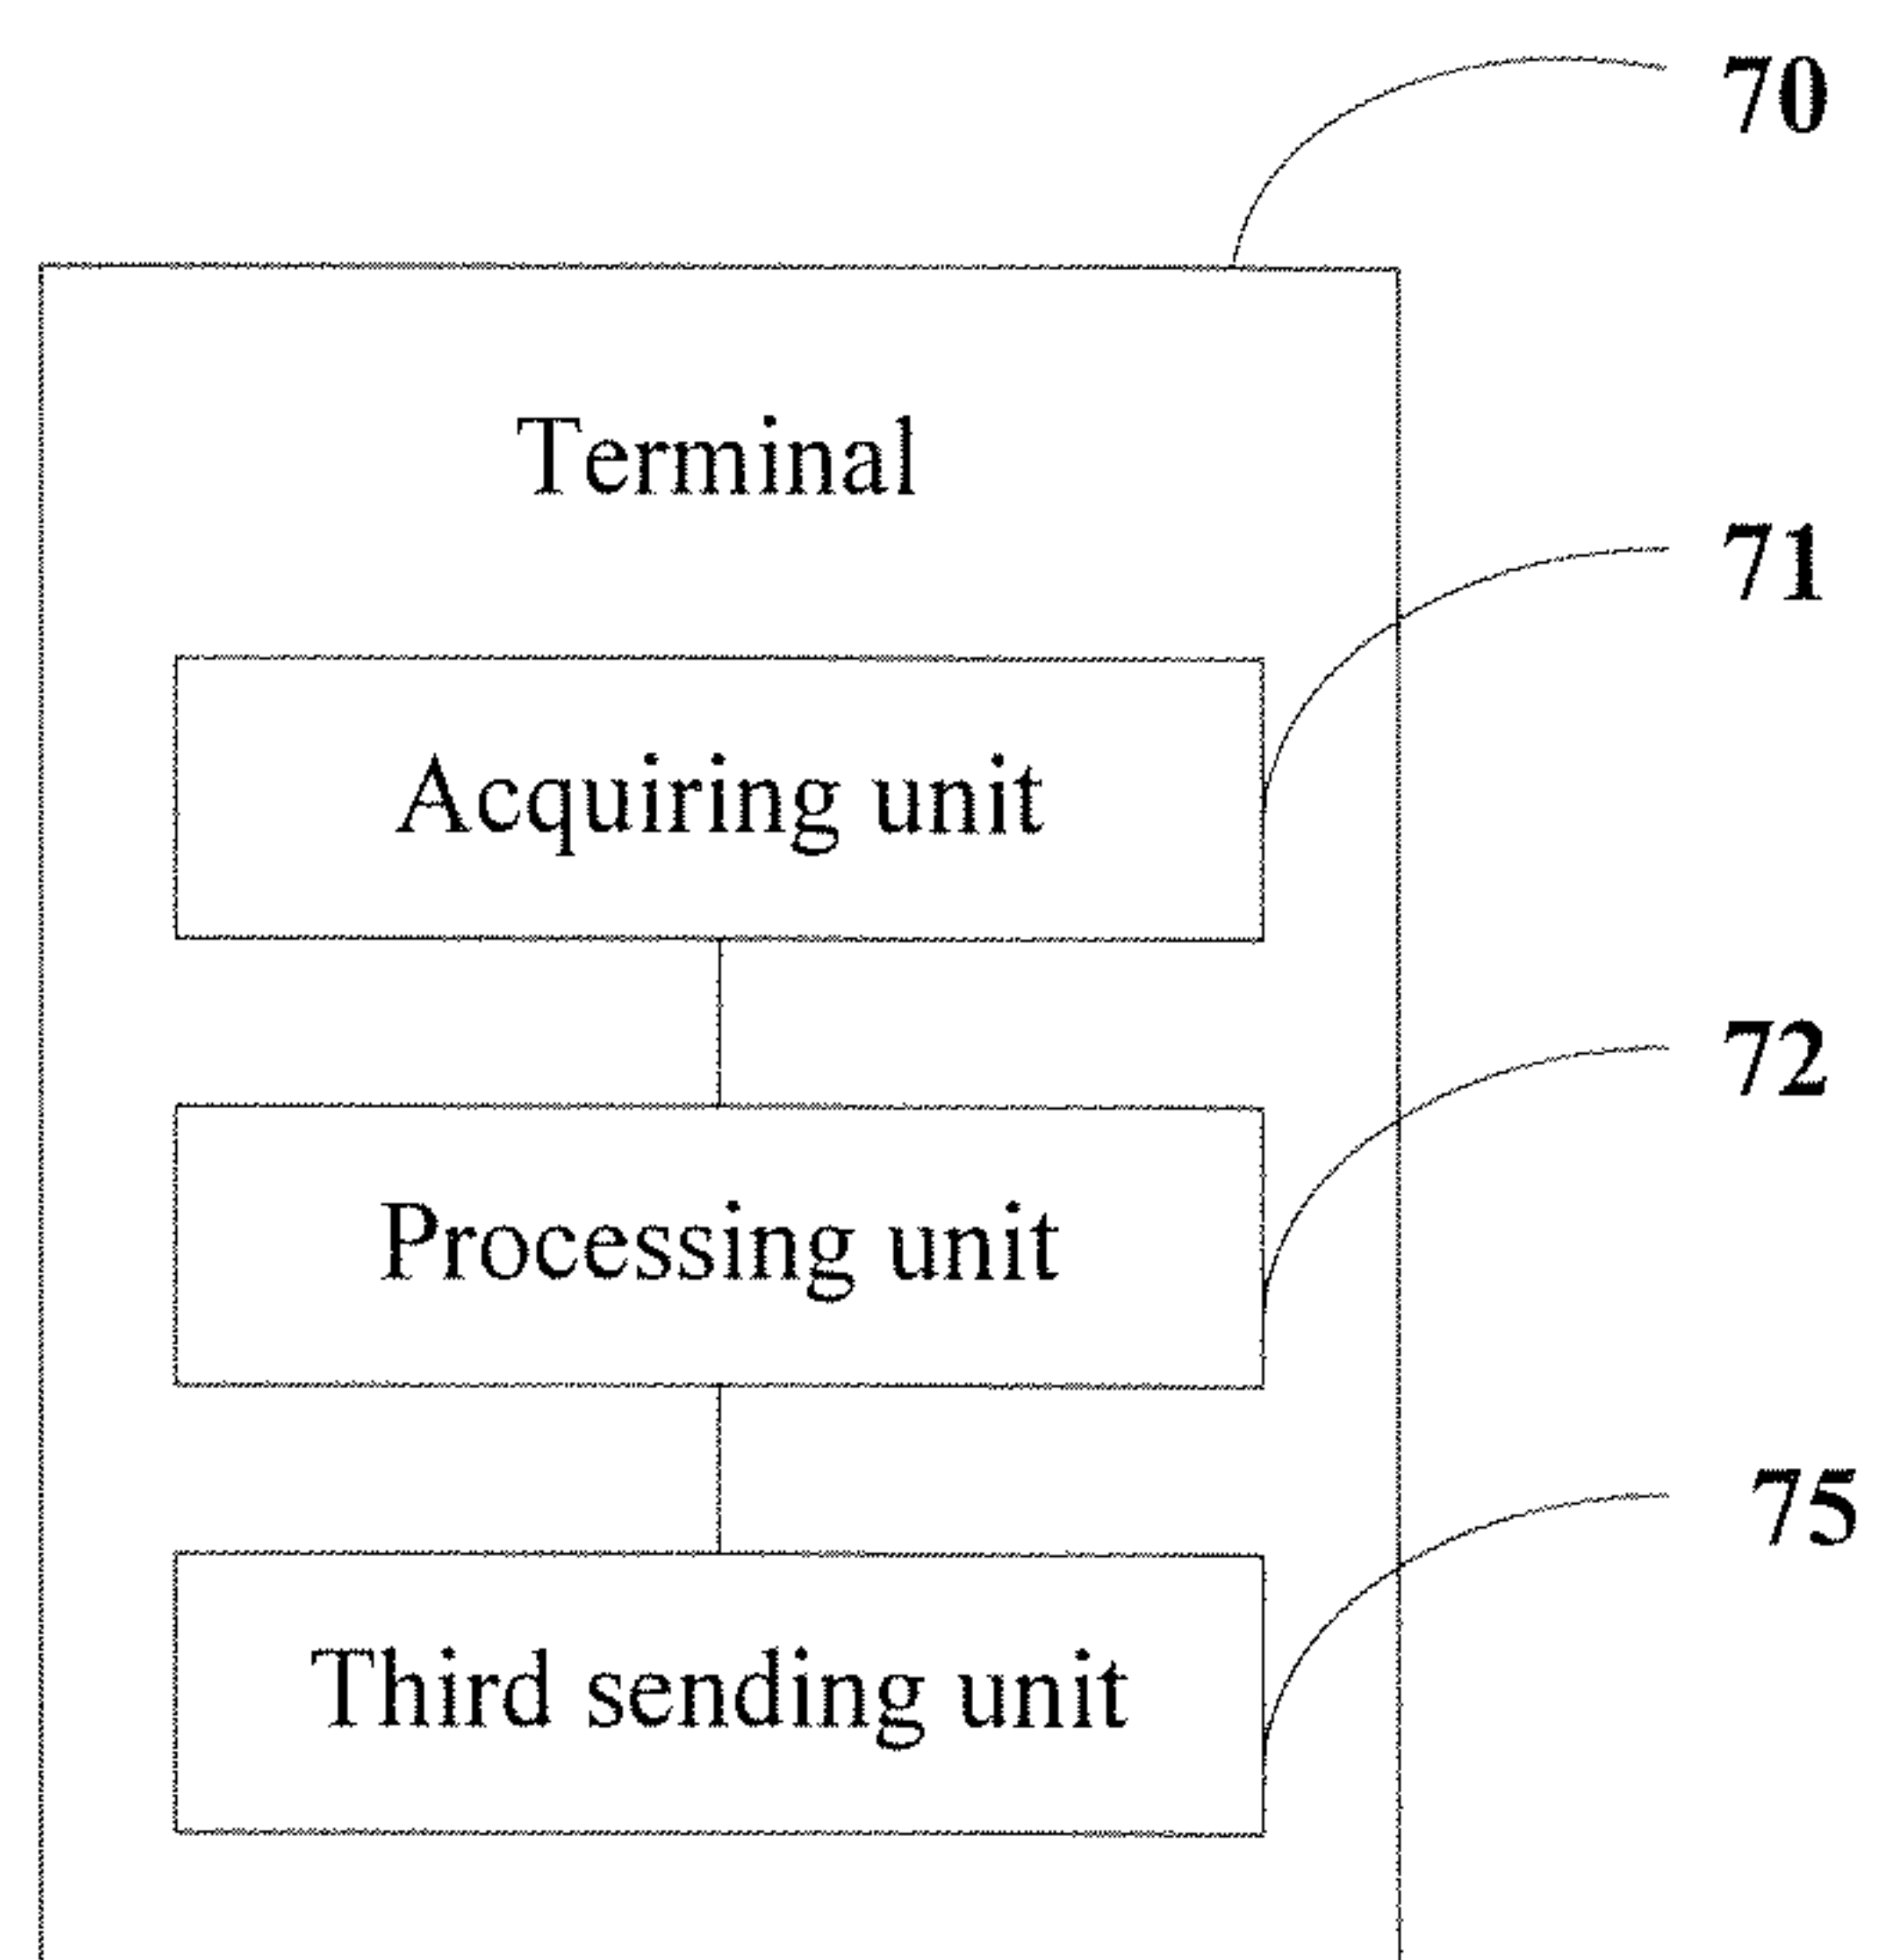 70
Terminal
71
Acquiring unit
72
Processing unit
75
Third sending unit